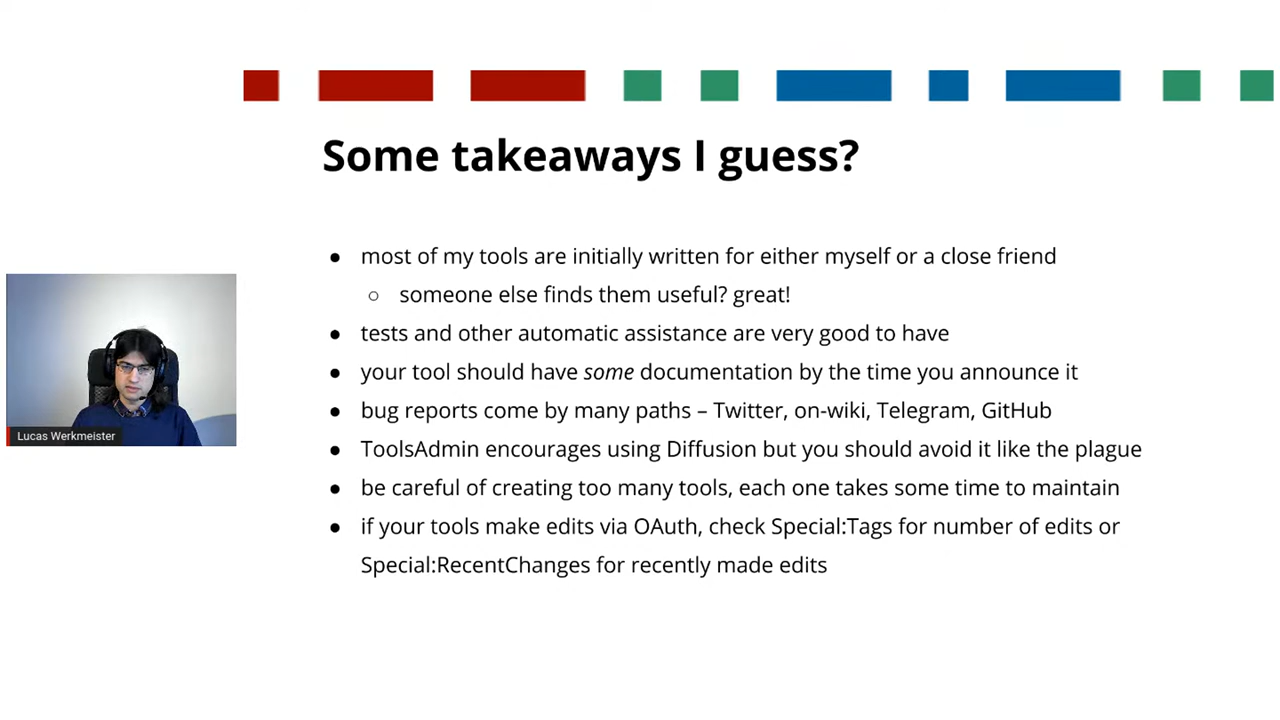 Some takeaways I guess?
● most of my tools are initially written for either myself or a close friend
○ someone else finds them useful? great!
● tests and other automatic assistance are very good to have
● your tool should have some documentation by the time you announce it
● bug reports come by many paths – Twitter, on-wiki, Telegram, GitHub
● ToolsAdmin encourages using Diffusion but you should avoid it like the plague
● be careful of creating too many tools, each one takes some time to maintain
● if your tools make edits via OAuth, check Special:Tags for number of edits or
Special:RecentChanges for recently made edits
Lucas Werkmeister